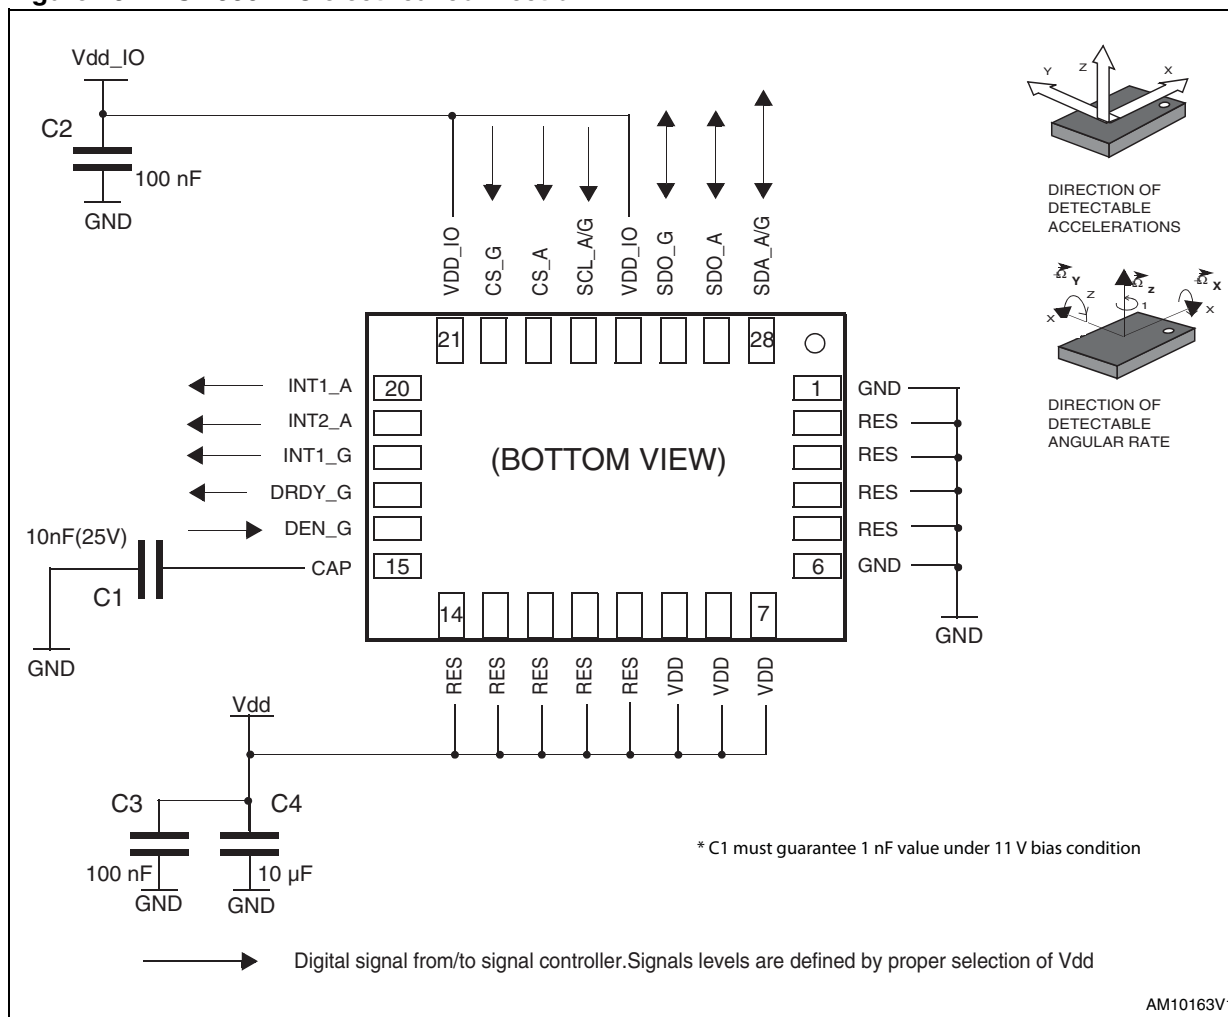 Vdd_IO
C2
100 nF
GND
VDD_IO
CS_G
CS_A
SCL_A/G
VDD_IO
SDO_G
SDO_A
SDA_A/G
Y
Z
X
DIRECTION OF
DETECTABLE
ACCELERATIONS
Ω Y
Ω z
Ω X
Z
X
1
X
DIRECTION OF
DETECTABLE
ANGULAR RATE
21
28
INT1_A
20
INT2_A
INT1_G
DRDY_G
DEN_G
CAP
15
10nF(25V)
C1
GND
(BOTTOM VIEW)
1
GND
RES
RES
RES
RES
6
GND
GND
14
7
RES
RES
RES
RES
RES
VDD
VDD
VDD
Vdd
C3
C4
100 nF
10 µF
GND
GND
* C1 must guarantee 1 nF value under 11 V bias condition
Digital signal from/to signal controller.Signals levels are defined by proper selection of Vdd